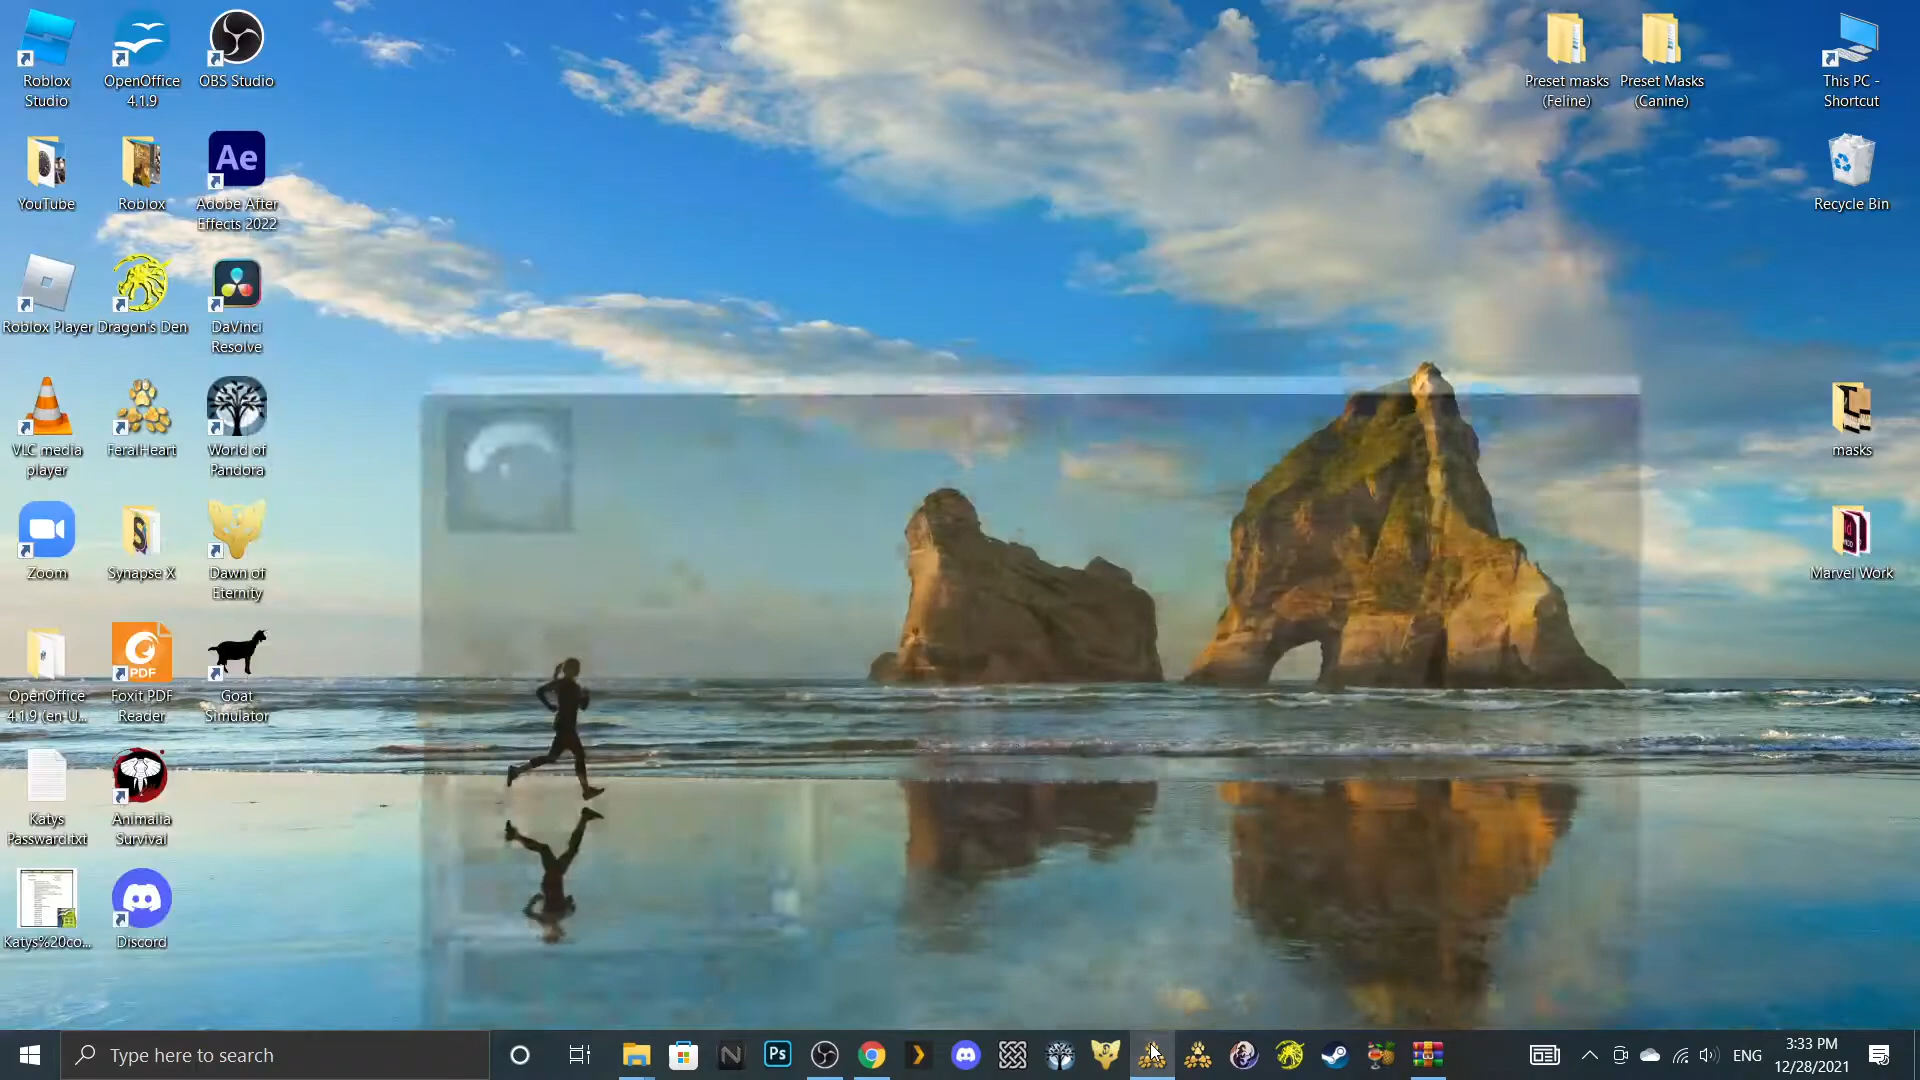 Roblox
Studio
OpenOffice
4.1.9
OBS Studio
Preset masks
(Feline)
Preset Masks
(Canine)
This PC -
Shortcut
YouTube
Roblox
Ae
Adobe After
Effects 2022
Recycle Bin
Roblox Player
Dragon's Den
DaVinci
Resolve
VLC media
player
FeralHeart
World of
Pandora
masks
Zoom
Synapse X
Dawn of
Eternity
Marvel Work
OpenOffice
4.1.9 (en-U...
PDF
Foxit PDF
Reader
Goat
Simulator
Katys
Passward.txt
Animalia
Survival
Katys%20co...
Discord
Type here to search
N
Ps
ENG
3:33 PM
12/28/2021